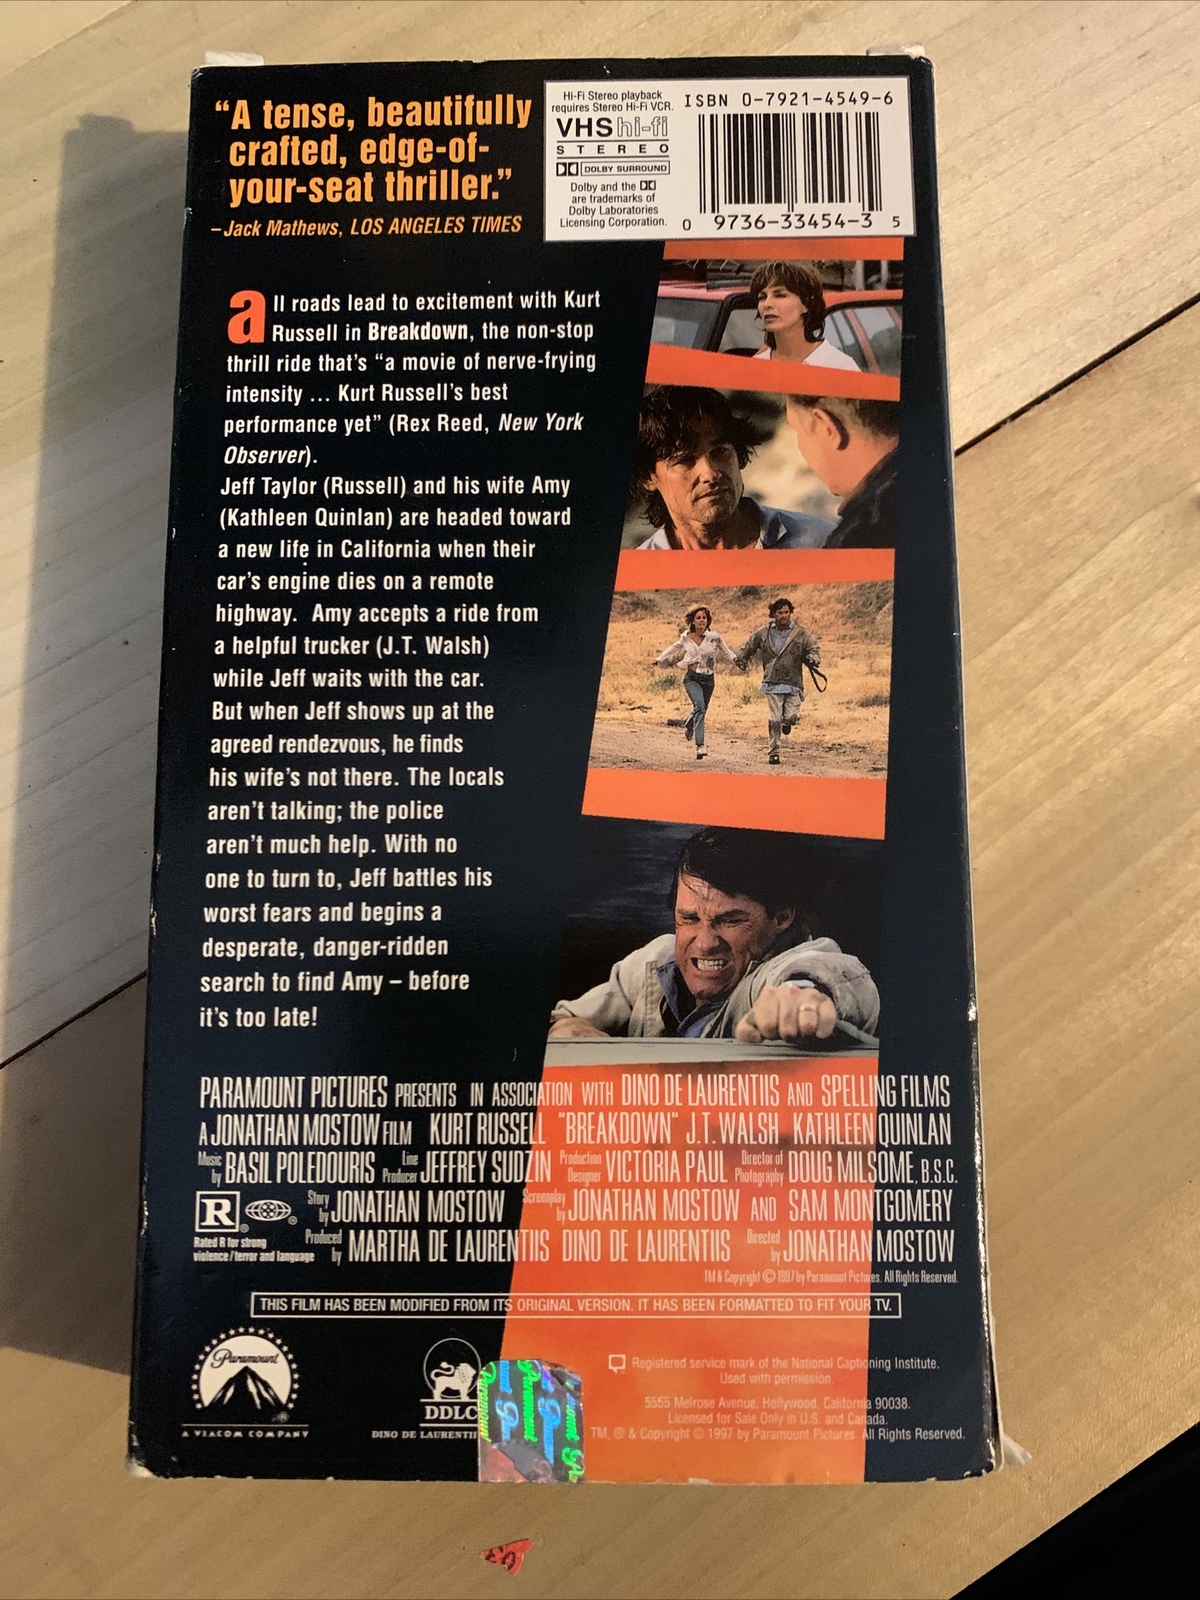 “A tense, beautifully
crafted, edge-of-
your-seat thriller.”
–Jack Mathews, LOS ANGELES TIMES
Hi-Fi Stereo playback
requires Stereo Hi-Fi VCR.
VHS hi-fi
STEREO
DOLBY SURROUND
Dolby and the
are trademarks of
Dolby Laboratories
Licensing Corporation.
ISBN 0-7921-4549-6
0 9736-33454-3 5
all roads lead to excitement with Kurt
Russell in Breakdown, the non-stop
thrill ride that’s “a movie of nerve-frying
intensity ... Kurt Russell’s best
performance yet” (Rex Reed, New York
Observer).
Jeff Taylor (Russell) and his wife Amy
(Kathleen Quinlan) are headed toward
a new life in California when their
car’s engine dies on a remote
highway. Amy accepts a ride from
a helpful trucker (J.T. Walsh)
while Jeff waits with the car.
But when Jeff shows up at the
agreed rendezvous, he finds
his wife’s not there. The locals
aren’t talking; the police
aren’t much help. With no
one to turn to, Jeff battles his
worst fears and begins a
desperate, danger-ridden
search to find Amy – before
it’s too late!
PARAMOUNT PICTURES PRESENTS IN ASSOCIATION WITH DINO DE LAURENTIIS AND SPELLING FILMS
A JONATHAN MOSTOW FILM KURT RUSSELL "BREAKDOWN" J.T. WALSH KATHLEEN QUINLAN
Music by BASIL POLEDOURIS Line Producer JEFFREY SUDZIN Production Designer VICTORIA PAUL Director of Photography DOUG MILSOME, B.S.C.
R ® ® Story by JONATHAN MOSTOW Screenplay by JONATHAN MOSTOW AND SAM MONTGOMERY
Rated R for strong
violence/terror and language
Produced by MARTHA DE LAURENTIIS DINO DE LAURENTIIS Directed by JONATHAN MOSTOW
TM & Copyright © 1997 by Paramount Pictures. All Rights Reserved.
THIS FILM HAS BEEN MODIFIED FROM ITS ORIGINAL VERSION. IT HAS BEEN FORMATTED TO FIT YOUR TV.
Paramount
®
A VIACOM COMPANY
DDLC
DINO DE LAURENTII
Paramount
Paramount
Registered service mark of the National Captioning Institute.
Used with permission.
5555 Melrose Avenue, Hollywood, California 90038.
Licensed for Sale Only in U.S. and Canada.
TM, ® & Copyright © 1997 by Paramount Pictures. All Rights Reserved.